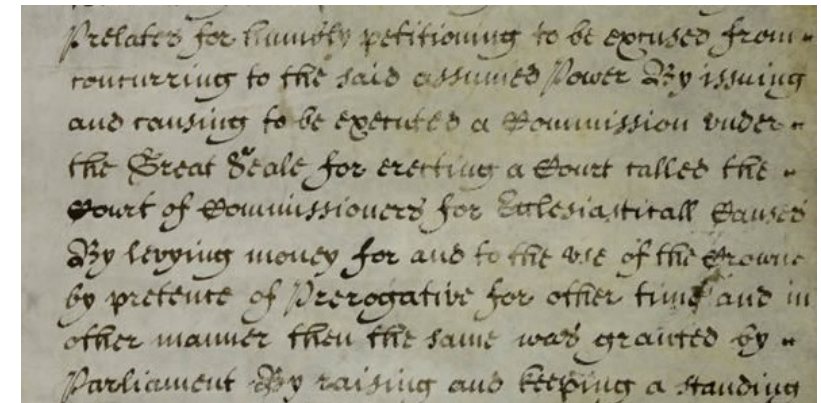 Prelates for humbly petitioning to be excused from
concurring to the said assumed Power By issuing
and causing to be executed a Commission vnder
the Great Seale for erecting a Court called the
Court of Commissioners for Ecclesiasticall Causes
By levying money for and to the vse of the Crowne
by pretence of Prerogative for other time and in
other manner then the same was granted by
Parliament By raising and keeping a standing